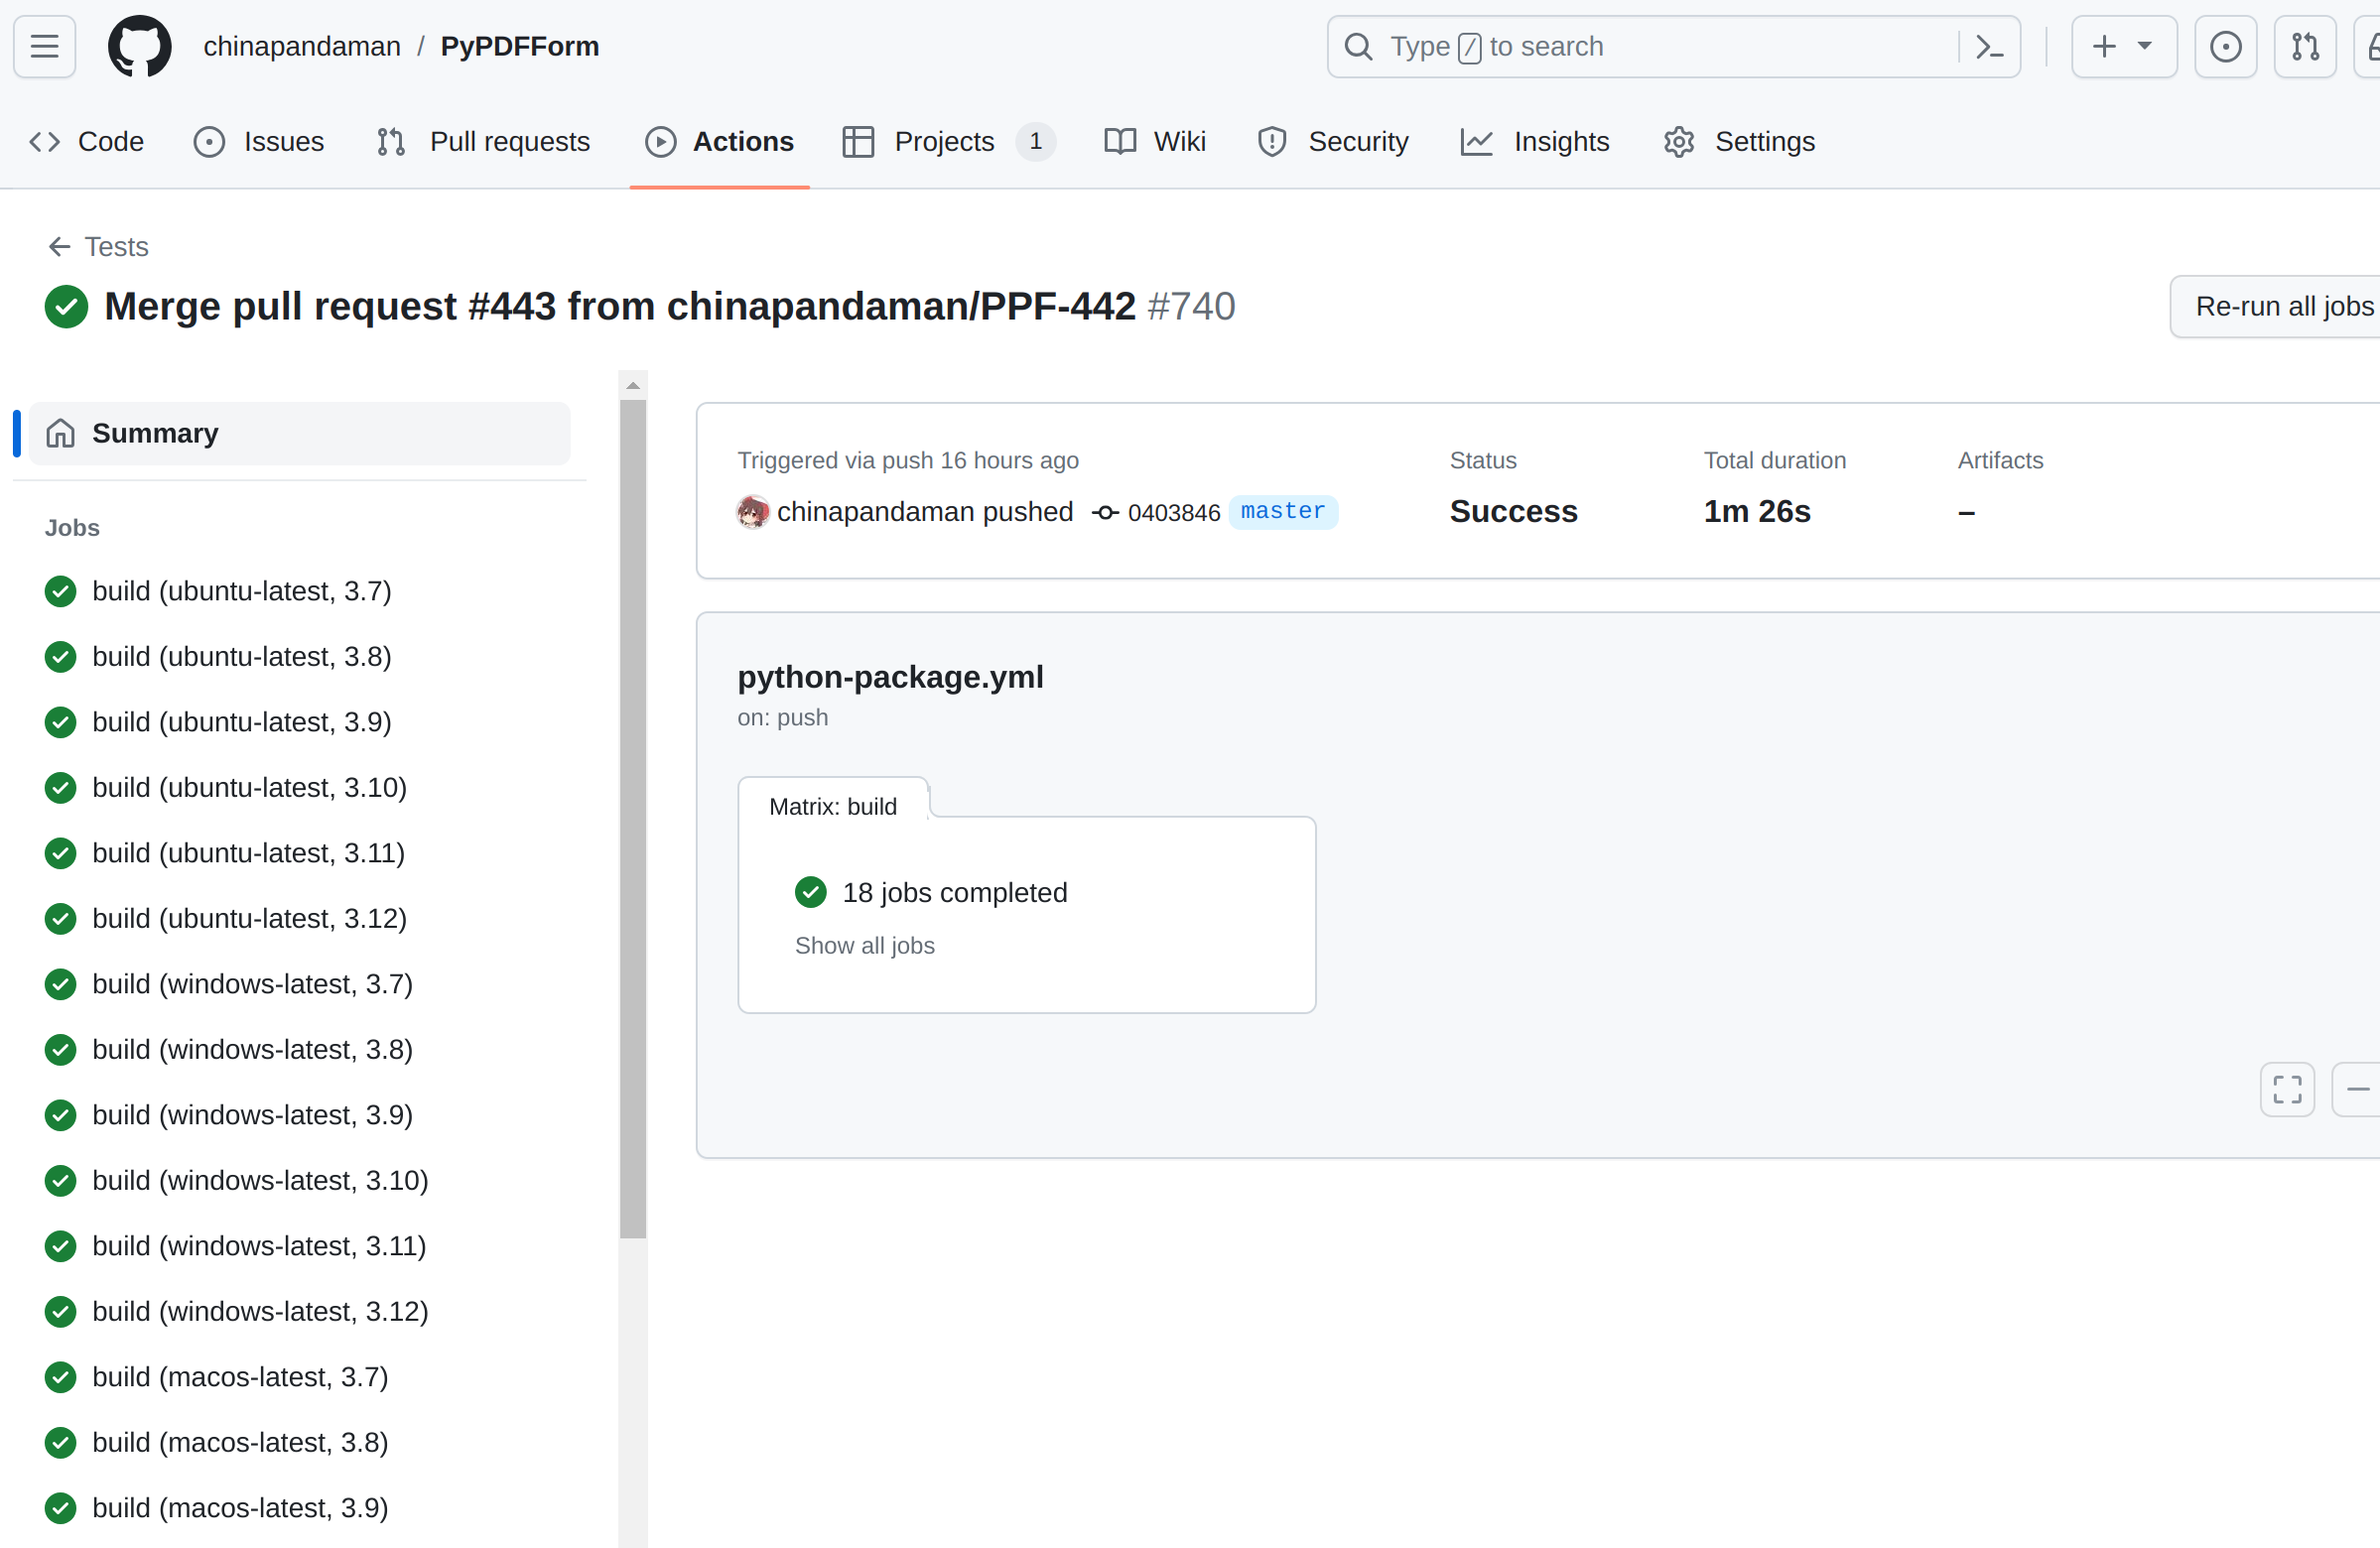 chinapandaman / PyPDFForm
Type / to search
Code Issues Pull requests Actions Projects 1 Wiki Security Insights Settings
Tests
Merge pull request #443 from chinapandaman/PPF-442 #740
Re-run all jobs
Summary
Jobs
build (ubuntu-latest, 3.7)
build (ubuntu-latest, 3.8)
build (ubuntu-latest, 3.9)
build (ubuntu-latest, 3.10)
build (ubuntu-latest, 3.11)
build (ubuntu-latest, 3.12)
build (windows-latest, 3.7)
build (windows-latest, 3.8)
build (windows-latest, 3.9)
build (windows-latest, 3.10)
build (windows-latest, 3.11)
build (windows-latest, 3.12)
build (macos-latest, 3.7)
build (macos-latest, 3.8)
build (macos-latest, 3.9)
Triggered via push 16 hours ago
chinapandaman pushed 0403846 master
Status
Success
Total duration
1m 26s
Artifacts
–
python-package.yml
on: push
Matrix: build
18 jobs completed
Show all jobs